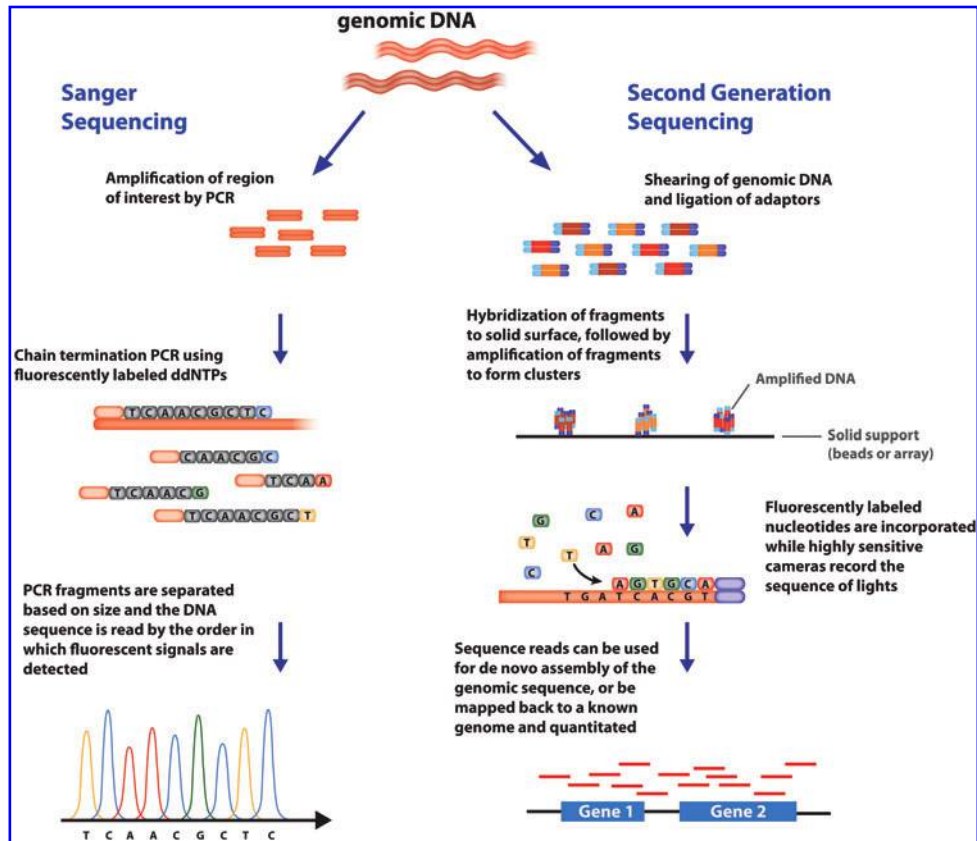 genomic DNA
Sanger
Sequencing
Second Generation
Sequencing
Amplification of region
of interest by PCR
Shearing of genomic DNA
and ligation of adaptors
Chain termination PCR using
fluorescently labeled ddNTPs
TCAACGCTC
CAACGC
TCAA
TCAACG
TCAACGCT
Hybridization of fragments
to solid surface, followed by
amplification of fragments
to form clusters
Amplified DNA
Solid support
(beads or array)
Fluorescently labeled
nucleotides are incorporated
while highly sensitive
cameras record the
sequence of lights
G C A
T T A G
C
AGTGCA
TGATCACGT
PCR fragments are separated
based on size and the DNA
sequence is read by the order in
which fluorescent signals are
detected
T C A A C G C T C
Sequence reads can be used
for de novo assembly of the
genomic sequence, or be
mapped back to a known
genome and quantitated
Gene 1 Gene 2